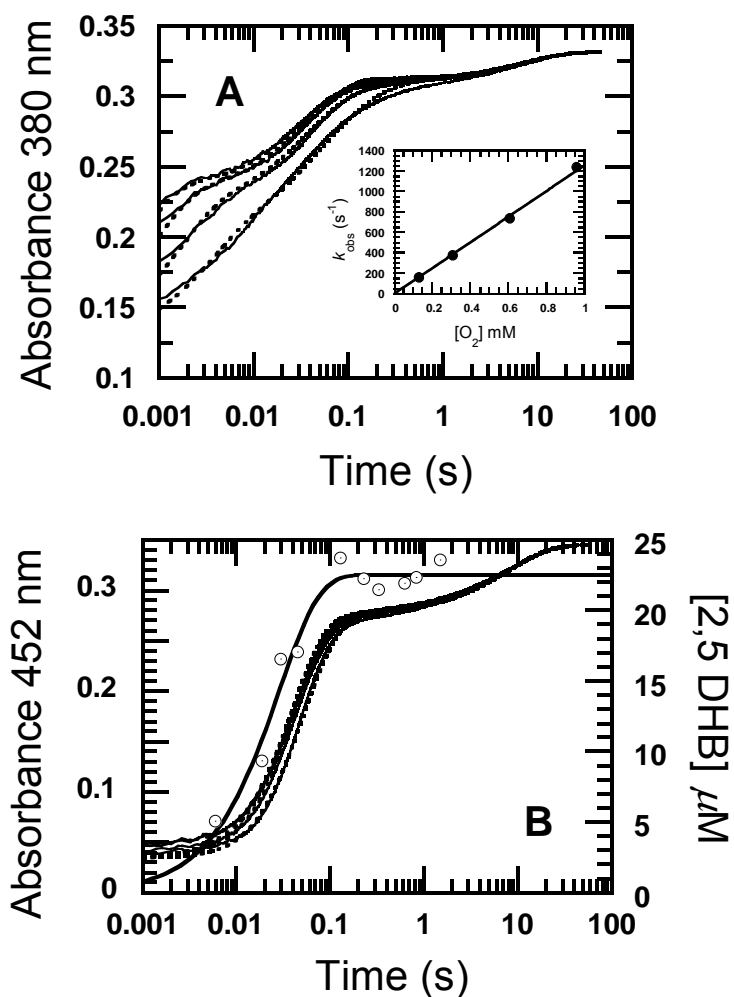 Absorbance 380 nm
0.35
0.3
0.25
0.2
0.15
0.1
A
k obs (s⁻¹)
1400
1200
1000
800
600
400
200
0
0 0.2 0.4 0.6 0.8 1
[O₂] mM
0.001 0.01 0.1 1 10 100
Time (s)
Absorbance 452 nm
0.3
0.2
0.1
0
B
25
20
15
10
5
0
[2,5 DHB] µM
0.001 0.01 0.1 1 10 100
Time (s)